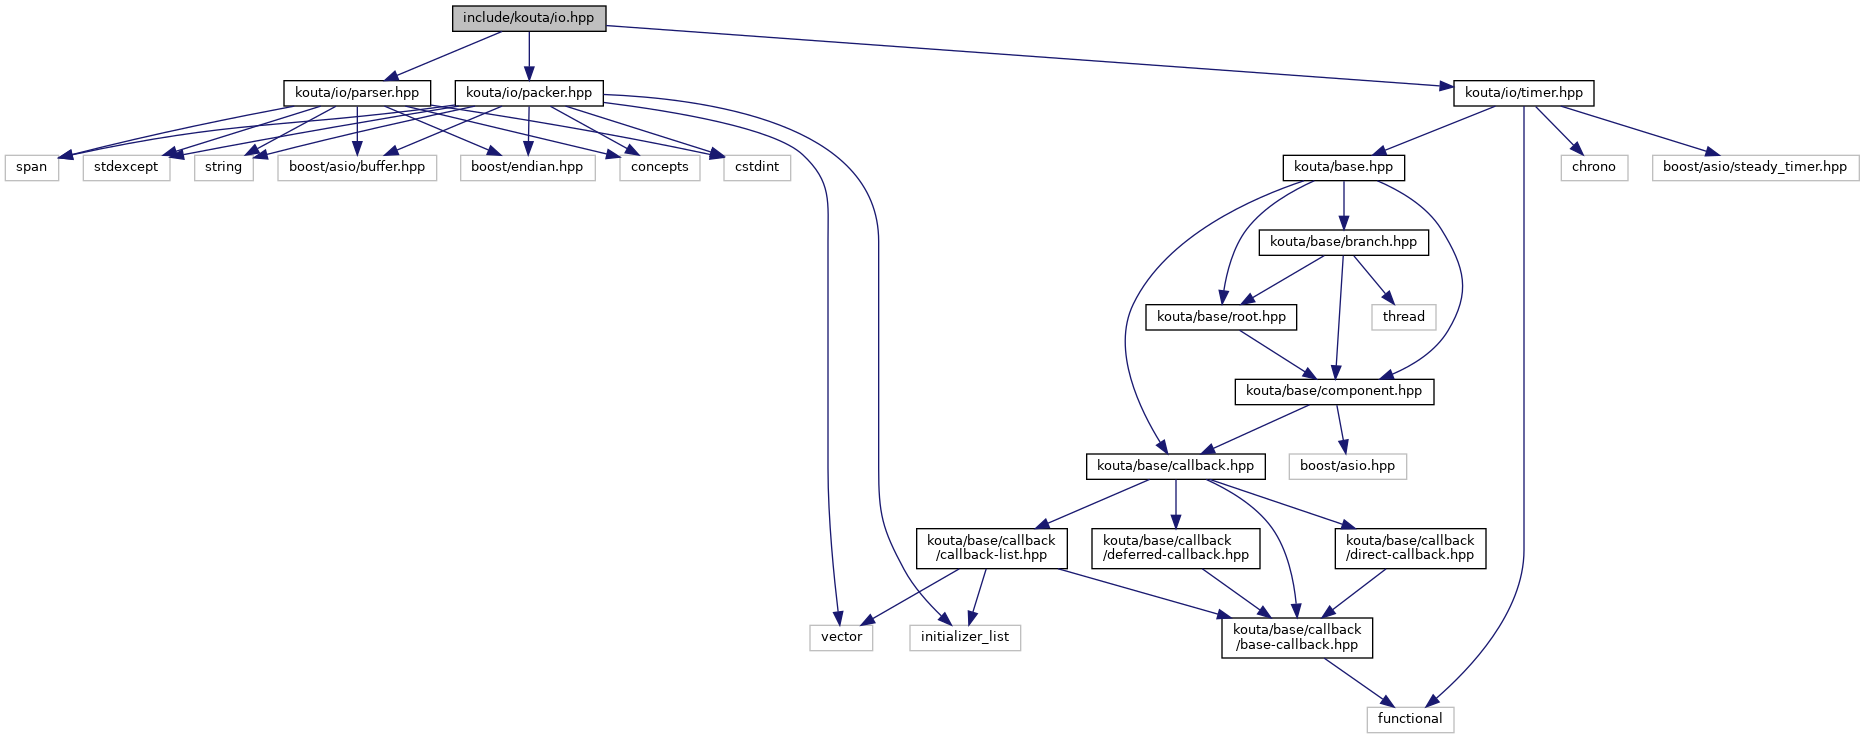 include/kouta/io.hpp
kouta/io/parser.hpp
kouta/io/packer.hpp
kouta/io/timer.hpp
span
stdexcept
string
boost/asio/buffer.hpp
boost/endian.hpp
concepts
cstdint
kouta/base.hpp
chrono
boost/asio/steady_timer.hpp
kouta/base/branch.hpp
kouta/base/root.hpp
thread
kouta/base/component.hpp
kouta/base/callback.hpp
boost/asio.hpp
kouta/base/callback
/callback-list.hpp
kouta/base/callback
/deferred-callback.hpp
kouta/base/callback
/direct-callback.hpp
vector
initializer_list
kouta/base/callback
/base-callback.hpp
functional